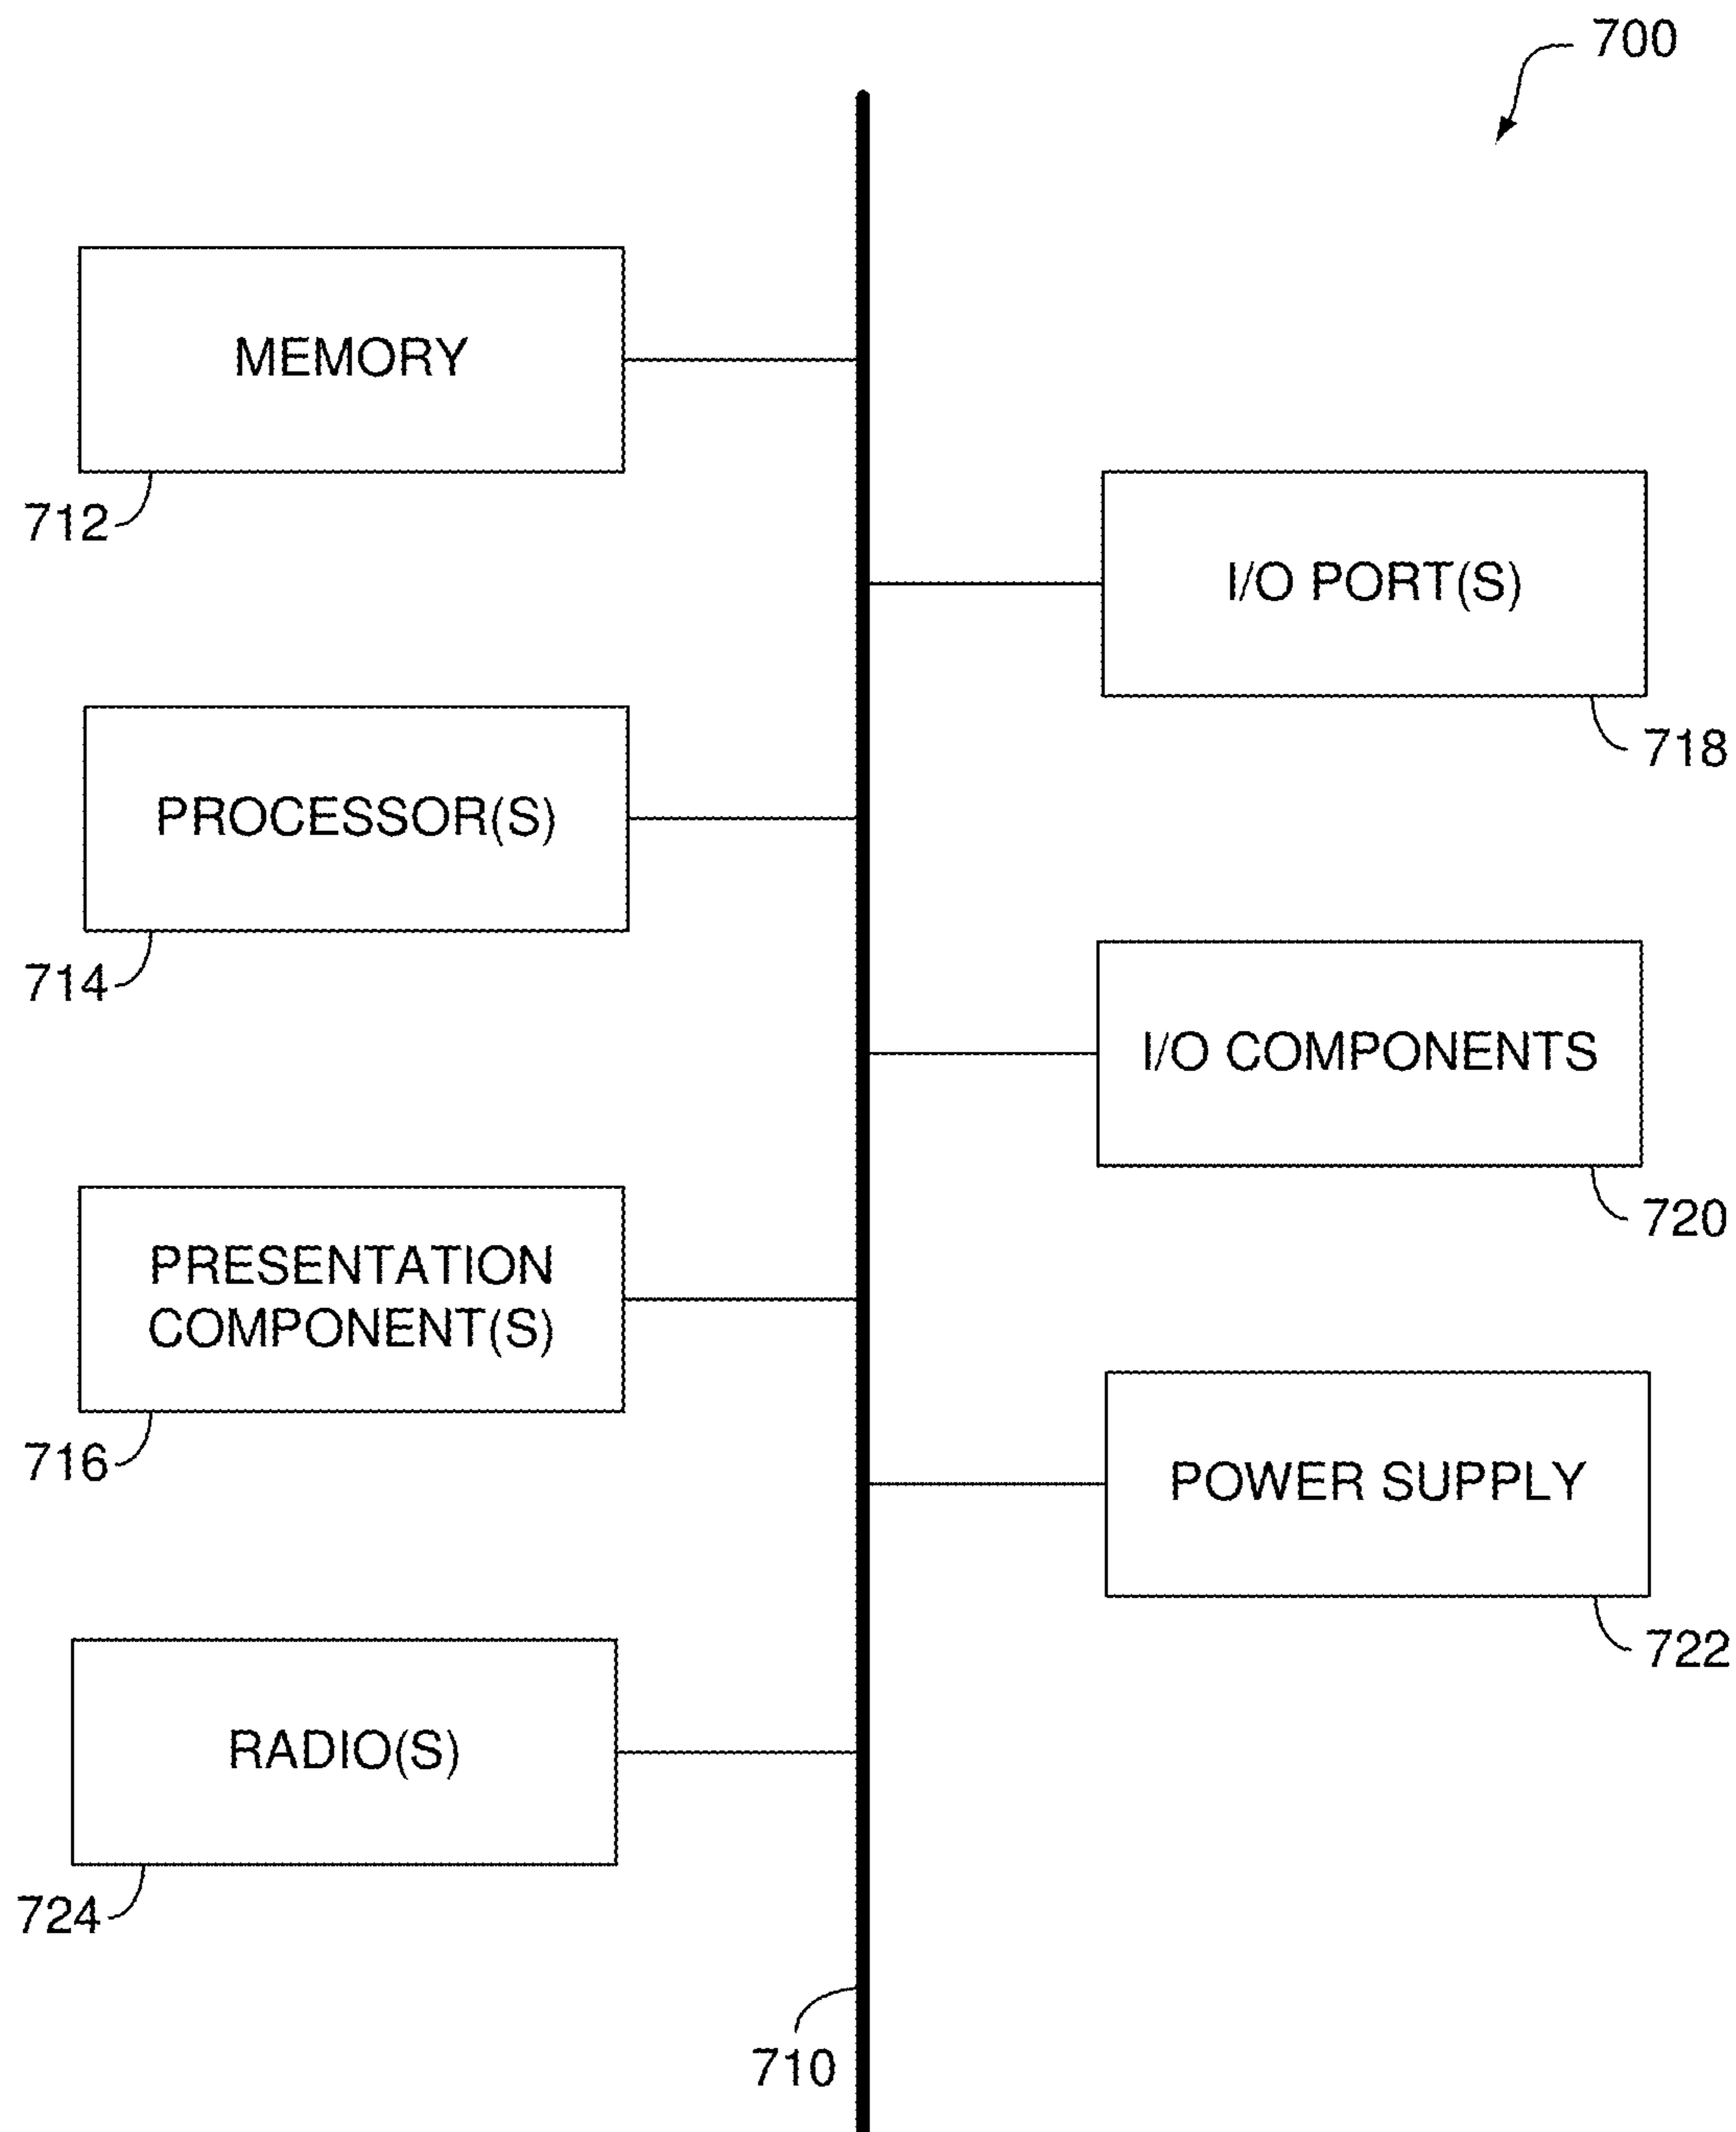 700
MEMORY
712
I/O PORT(S)
718
PROCESSOR(S)
714
I/O COMPONENTS
720
PRESENTATION
COMPONENT(S)
716
POWER SUPPLY
722
RADIO(S)
724
710